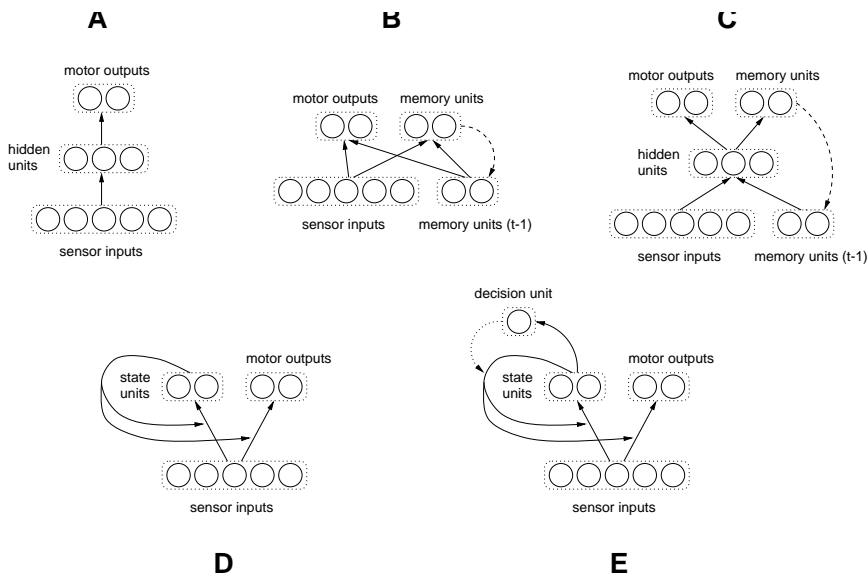 A
B
C
motor outputs
hidden
units
sensor inputs
motor outputs
memory units
sensor inputs
memory units (t-1)
motor outputs
memory units
hidden
units
sensor inputs
memory units (t-1)
state
units
motor outputs
sensor inputs
decision unit
state
units
motor outputs
sensor inputs
D
E